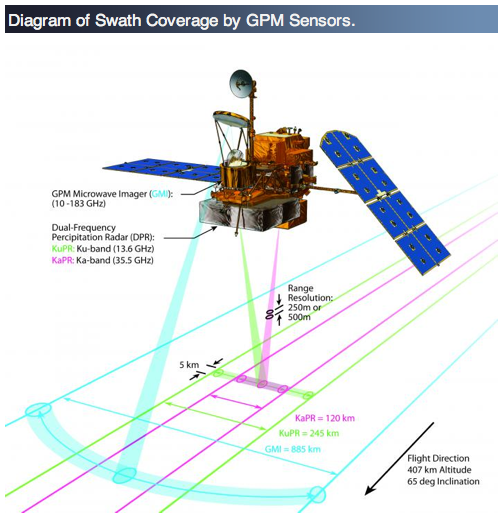 Diagram of Swath Coverage by GPM Sensors.
GPM Microwave Imager (GMI):
(10 -183 GHz)
Dual-Frequency
Percipitation Radar (DPR):
KuPR: Ku-band (13.6 GHz)
KaPR: Ka-band (35.5 GHz)
Range
Resolution:
250m or
500m
5 km
KaPR = 120 km
KuPR = 245 km
GMI = 885 km
Flight Direction
407 km Altitude
65 deg Inclination